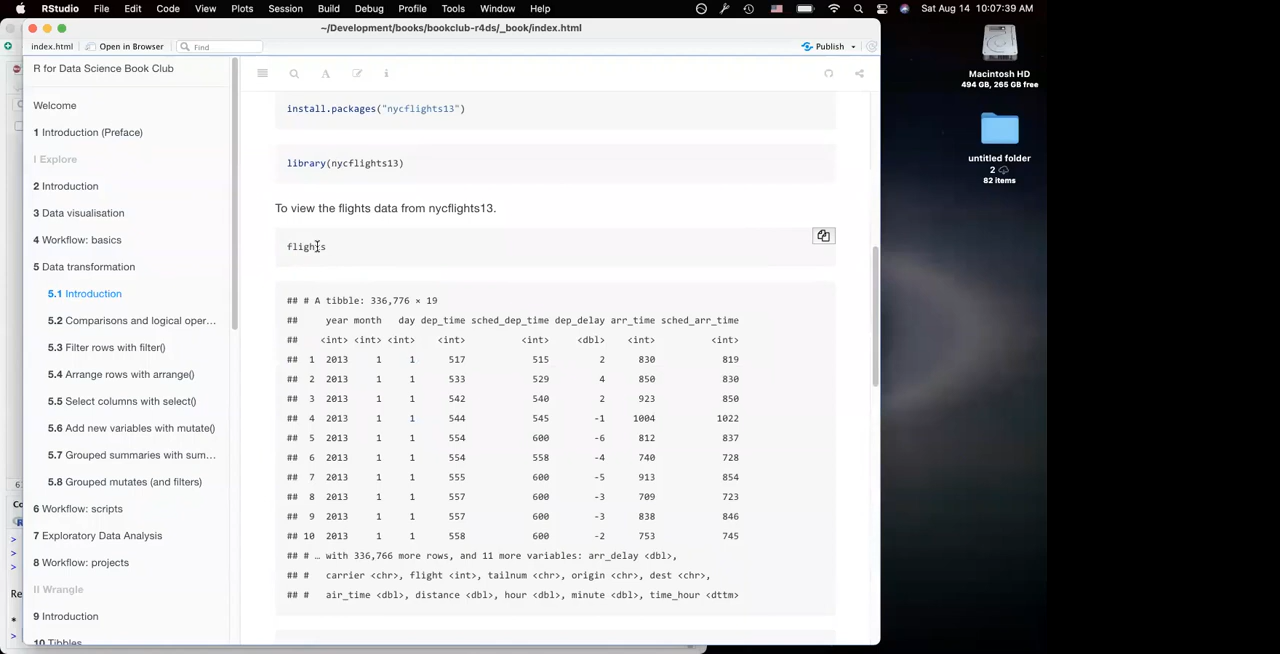 RStudio File Edit Code View Plots Session Build Debug Profile Tools Window Help Sat Aug 14 10:07:39 AM
~/Development/books/bookclub-r4ds/_book/index.html
index.html Open in Browser Find Publish
R for Data Science Book Club
Welcome
1 Introduction (Preface)
I Explore
2 Introduction
3 Data visualisation
4 Workflow: basics
5 Data transformation
5.1 Introduction
5.2 Comparisons and logical oper…
5.3 Filter rows with filter()
5.4 Arrange rows with arrange()
5.5 Select columns with select()
5.6 Add new variables with mutate()
5.7 Grouped summaries with sum…
5.8 Grouped mutates (and filters)
6 Workflow: scripts
7 Exploratory Data Analysis
8 Workflow: projects
II Wrangle
9 Introduction
10 Tibbles
install.packages("nycflights13")
library(nycflights13)
To view the flights data from nycflights13.
flights
## # A tibble: 336,776 × 19
## year month day dep_time sched_dep_time dep_delay arr_time sched_arr_time
## <int> <int> <int> <int> <int> <dbl> <int> <int>
## 1 2013 1 1 517 515 2 830 819
## 2 2013 1 1 533 529 4 850 830
## 3 2013 1 1 542 540 2 923 850
## 4 2013 1 1 544 545 -1 1004 1022
## 5 2013 1 1 554 600 -6 812 837
## 6 2013 1 1 554 558 -4 740 728
## 7 2013 1 1 555 600 -5 913 854
## 8 2013 1 1 557 600 -3 709 723
## 9 2013 1 1 557 600 -3 838 846
## 10 2013 1 1 558 600 -2 753 745
## # … with 336,766 more rows, and 11 more variables: arr_delay <dbl>,
## # carrier <chr>, flight <int>, tailnum <chr>, origin <chr>, dest <chr>,
## # air_time <dbl>, distance <dbl>, hour <dbl>, minute <dbl>, time_hour <dttm>
Macintosh HD
494 GB, 265 GB free
untitled folder
2
82 items